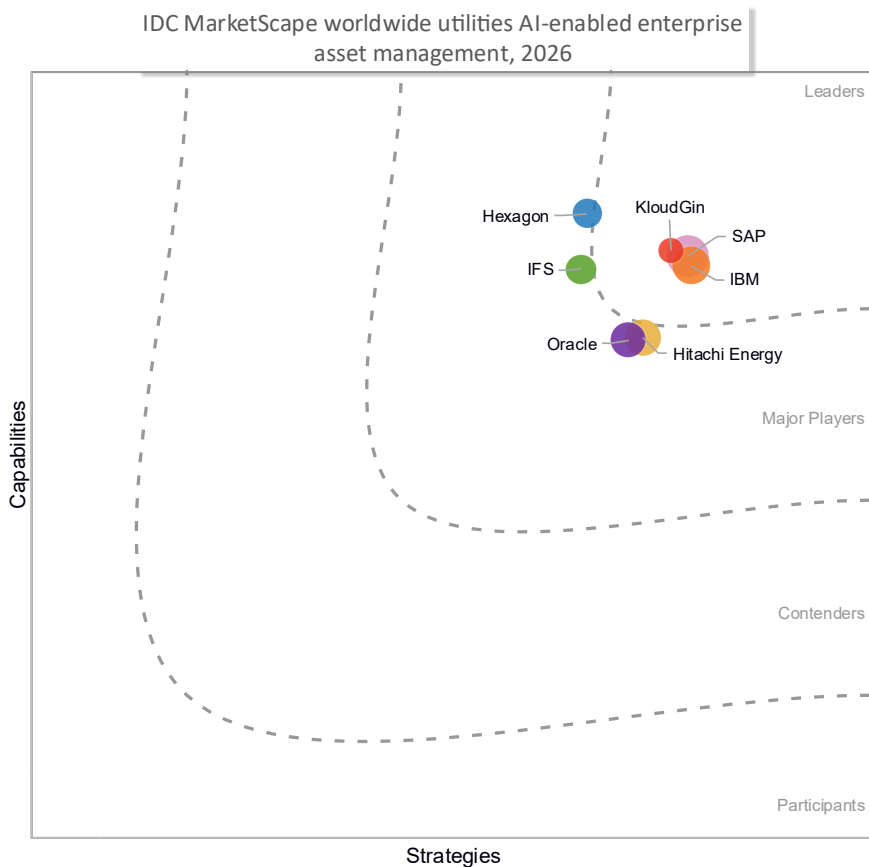 IDC MarketScape worldwide utilities AI-enabled enterprise
asset management, 2026
Leaders
KloudGin
Hexagon
SAP
IFS
IBM
Oracle
Hitachi Energy
Major Players
Capabilities
Contenders
Participants
Strategies